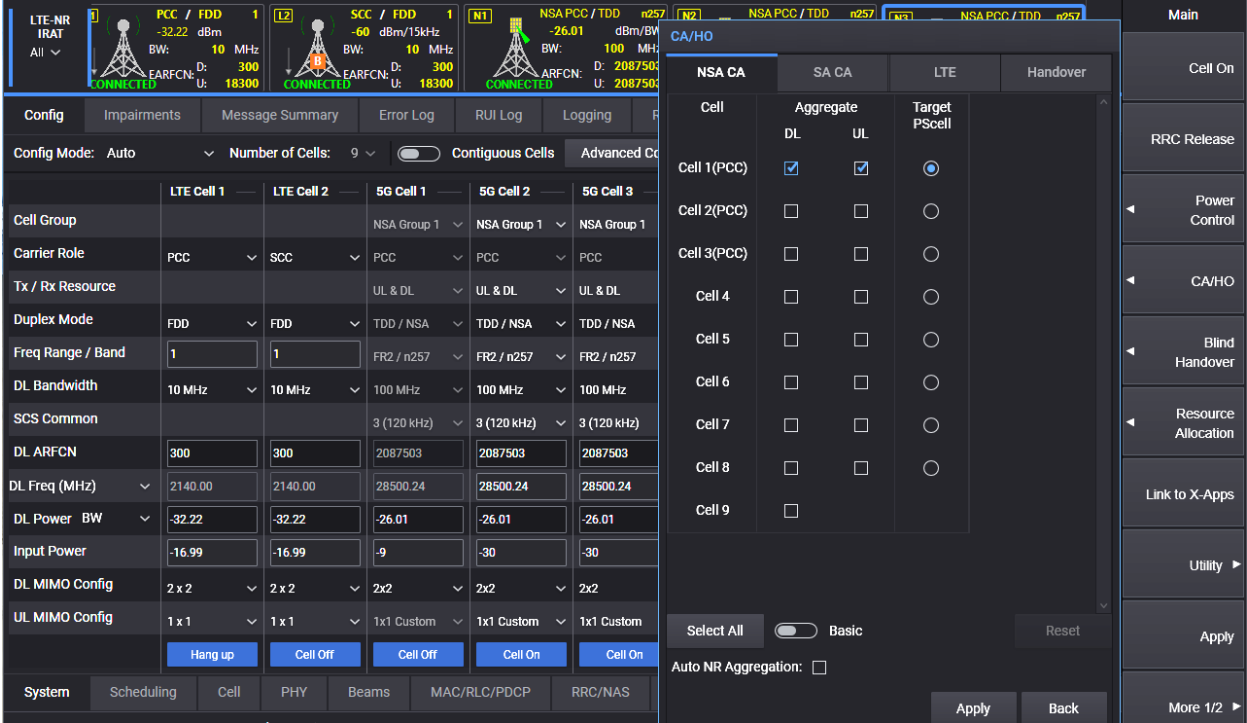 LTE-NR
IRAT
All
1
PCC / FDD 1
-32.22 dBm
BW: 10 MHz
EARFCN: D: 300
U: 18300
CONNECTED
L2
SCC / FDD 1
-60 dBm/15kHz
BW: 10 MHz
B
EARFCN: D: 300
U: 18300
CONNECTED
N1
NSA PCC / TDD n257
-26.01 dBm/BW
BW: 100 MHz
ARFCN: D: 2087503
U: 2087503
CONNECTED
N2
NSA PCC / TDD n257
N3
NSA PCC / TDD n257
Config Impairments Message Summary Error Log RUI Log Logging
Config Mode: Auto Number of Cells: 9 Contiguous Cells Advanced Co
LTE Cell 1 LTE Cell 2 5G Cell 1 5G Cell 2 5G Cell 3
Cell Group NSA Group 1 NSA Group 1 NSA Group 1
Carrier Role PCC SCC PCC PCC PCC
Tx / Rx Resource UL & DL UL & DL UL & DL
Duplex Mode FDD FDD TDD / NSA TDD / NSA TDD / NSA
Freq Range / Band 1 1 FR2 / n257 FR2 / n257 FR2 / n257
DL Bandwidth 10 MHz 10 MHz 100 MHz 100 MHz 100 MHz
SCS Common 3 (120 kHz) 3 (120 kHz) 3 (120 kHz)
DL ARFCN 300 300 2087503 2087503 2087503
DL Freq (MHz) 2140.00 2140.00 28500.24 28500.24 28500.24
DL Power BW -32.22 -32.22 -26.01 -26.01 -26.01
Input Power -16.99 -16.99 -9 -30 -30
DL MIMO Config 2 x 2 2 x 2 2x2 2x2 2x2
UL MIMO Config 1 x 1 1 x 1 1x1 Custom 1x1 Custom 1x1 Custom
Hang up Cell Off Cell Off Cell On Cell On
System Scheduling Cell PHY Beams MAC/RLC/PDCP RRC/NAS
CA/HO
NSA CA SA CA LTE Handover
Cell Aggregate Target
PScell
DL UL
Cell 1(PCC)
Cell 2(PCC)
Cell 3(PCC)
Cell 4
Cell 5
Cell 6
Cell 7
Cell 8
Cell 9
Select All Basic Reset
Auto NR Aggregation:
Apply Back
Main
Cell On
RRC Release
Power
Control
CA/HO
Blind
Handover
Resource
Allocation
Link to X-Apps
Utility
Apply
More 1/2